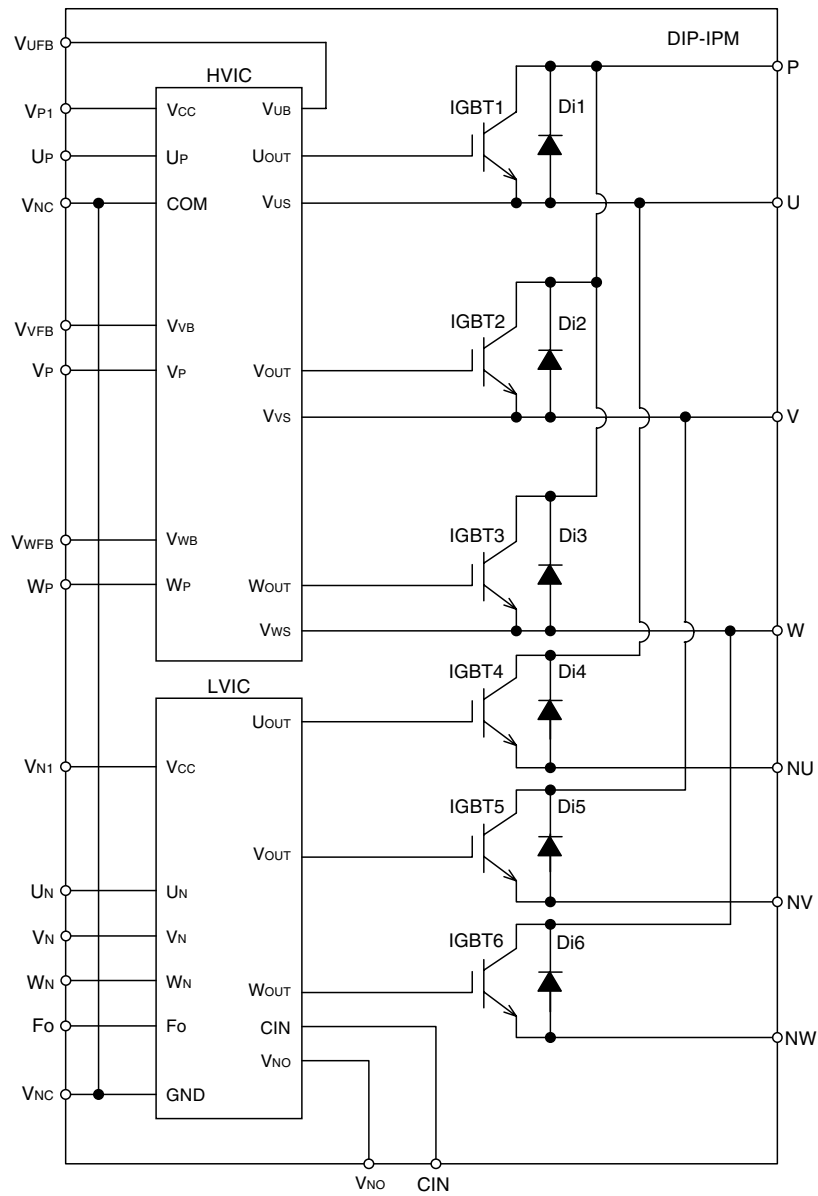 DIP-IPM
VUFB
P
HVIC
IGBT1
Di1
VP1
VCC
VUB
UP
UP
UOUT
VNC
COM
VUS
U
IGBT2
Di2
VVFB
VVB
VP
VP
VOUT
VVS
V
IGBT3
Di3
VWFB
VWB
WP
WP
WOUT
VWS
W
IGBT4
Di4
LVIC
UOUT
VN1
VCC
NU
IGBT5
Di5
VOUT
UN
UN
NV
IGBT6
Di6
VN
VN
WN
WN
WOUT
Fo
Fo
CIN
NW
VNO
VNC
GND
VNO
CIN